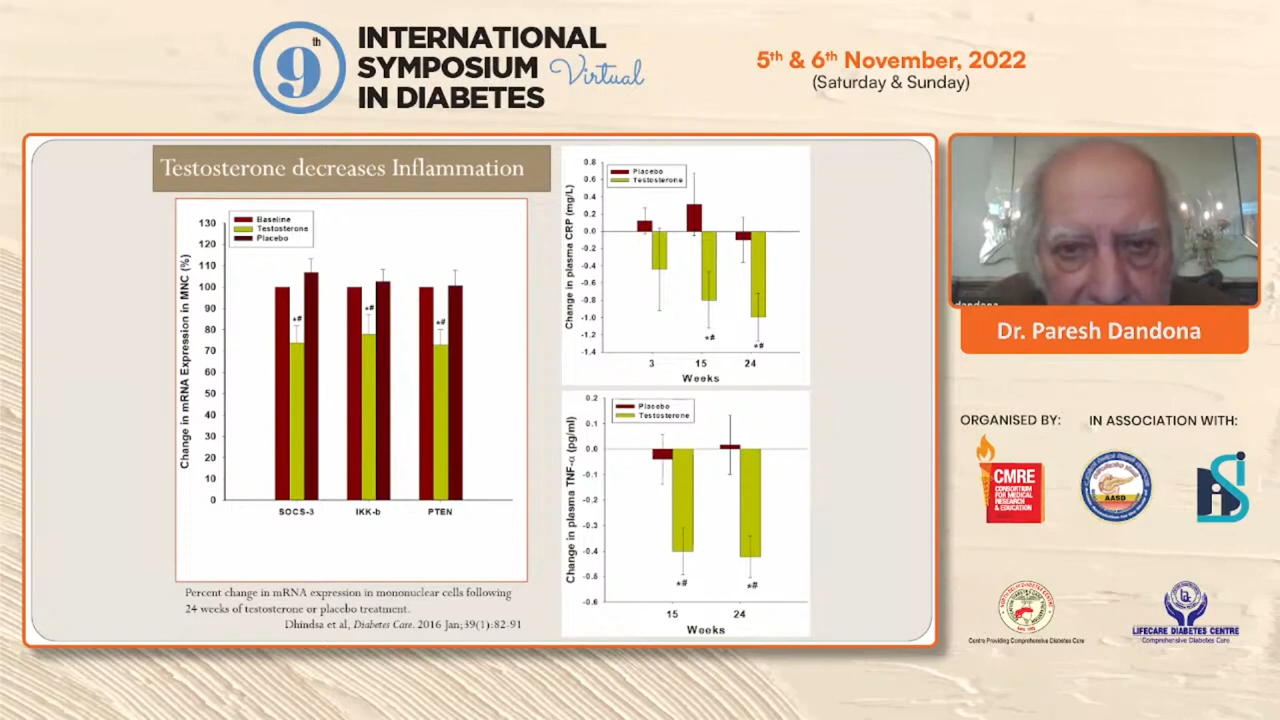 9th
INTERNATIONAL
SYMPOSIUM Virtual
IN DIABETES
5th & 6th November, 2022
(Saturday & Sunday)
Testosterone decreases Inflammation
Change in mRNA Expression in MNC (%)
130
120
110
100
90
80
70
60
50
40
30
20
10
0
Baseline
Testosterone
Placebo
*#
*#
*#
SOCS-3 IKK-b PTEN
Percent change in mRNA expression in mononuclear cells following
24 weeks of testosterone or placebo treatment.
Dhindsa et al, Diabetes Care. 2016 Jan;39(1):82-91
Change in plasma CRP (mg/L)
0.8
0.6
0.4
0.2
0.0
-0.2
-0.4
-0.6
-0.8
-1.0
-1.2
-1.4
Placebo
Testosterone
*#
*#
3 15 24
Weeks
Change in plasma TNF-α (pg/ml)
0.2
0.1
0.0
-0.1
-0.2
-0.3
-0.4
-0.6
-0.6
Placebo
Testosterone
*#
*#
15 24
Weeks
dandona
Dr. Paresh Dandona
ORGANISED BY:
CMRE
CONSORTIUM
FOR MEDICAL
RESEARCH
& EDUCATION
IN ASSOCIATION WITH:
AASD
Centre Providing Comprehensive Diabetes Care
LIFECARE DIABETES CENTRE
Comprehensive Diabetes Care